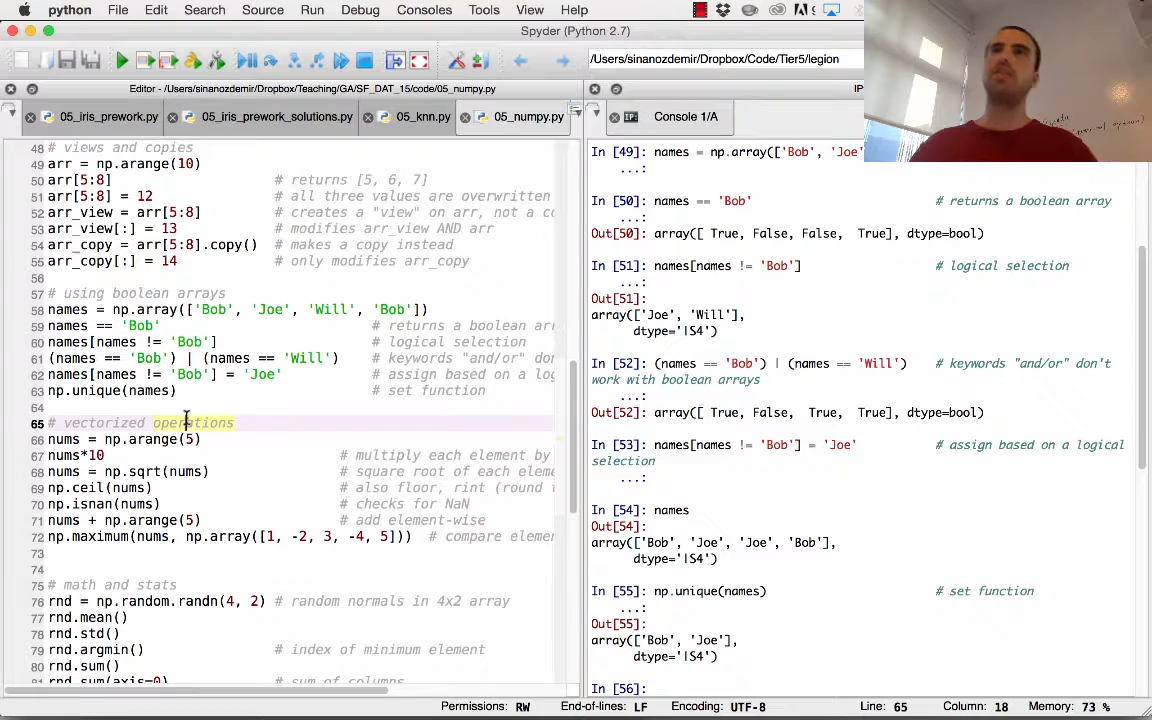 python File Edit Search Source Run Debug Consoles Tools View Help
Spyder (Python 2.7)
/Users/sinanozdemir/Dropbox/Code/Tier5/legion
Editor - /Users/sinanozdemir/Dropbox/Teaching/GA/SF_DAT_15/code/05_numpy.py
05_iris_prework.py 05_iris_prework_solutions.py 05_knn.py 05_numpy.py
48 # views and copies
49 arr = np.arange(10)
50 arr[5:8] # returns [5, 6, 7]
51 arr[5:8] = 12 # all three values are overwritten
52 arr_view = arr[5:8] # creates a "view" on arr, not a co
53 arr_view[:] = 13 # modifies arr_view AND arr
54 arr_copy = arr[5:8].copy() # makes a copy instead
55 arr_copy[:] = 14 # only modifies arr_copy
56
57 # using boolean arrays
58 names = np.array(['Bob', 'Joe', 'Will', 'Bob'])
59 names == 'Bob' # returns a boolean arr
60 names[names != 'Bob'] # logical selection
61 (names == 'Bob') | (names == 'Will') # keywords "and/or" don'
62 names[names != 'Bob'] = 'Joe' # assign based on a log
63 np.unique(names) # set function
64
65 # vectorized operations
66 nums = np.arange(5)
67 nums*10 # multiply each element by
68 nums = np.sqrt(nums) # square root of each eleme
69 np.ceil(nums) # also floor, rint (round t
70 np.isnan(nums) # checks for NaN
71 nums + np.arange(5) # add element-wise
72 np.maximum(nums, np.array([1, -2, 3, -4, 5])) # compare elemen
73
74
75 # math and stats
76 rnd = np.random.randn(4, 2) # random normals in 4x2 array
77 rnd.mean()
78 rnd.std()
79 rnd.argmin() # index of minimum element
80 rnd.sum()
81 rnd.sum(axis=0) # sum of columns
IP
Console 1/A
In [49]: names = np.array(['Bob', 'Joe'
...:
In [50]: names == 'Bob' # returns a boolean array
...:
Out[50]: array([ True, False, False, True], dtype=bool)
In [51]: names[names != 'Bob'] # logical selection
...:
Out[51]:
array(['Joe', 'Will'],
dtype='|S4')
In [52]: (names == 'Bob') | (names == 'Will') # keywords "and/or" don't
work with boolean arrays
...:
Out[52]: array([ True, False, True, True], dtype=bool)
In [53]: names[names != 'Bob'] = 'Joe' # assign based on a logical
selection
...:
In [54]: names
Out[54]:
array(['Bob', 'Joe', 'Joe', 'Bob'],
dtype='|S4')
In [55]: np.unique(names) # set function
...:
Out[55]:
array(['Bob', 'Joe'],
dtype='|S4')
In [56]:
Permissions: RW End-of-lines: LF Encoding: UTF-8 Line: 65 Column: 18 Memory: 73 %